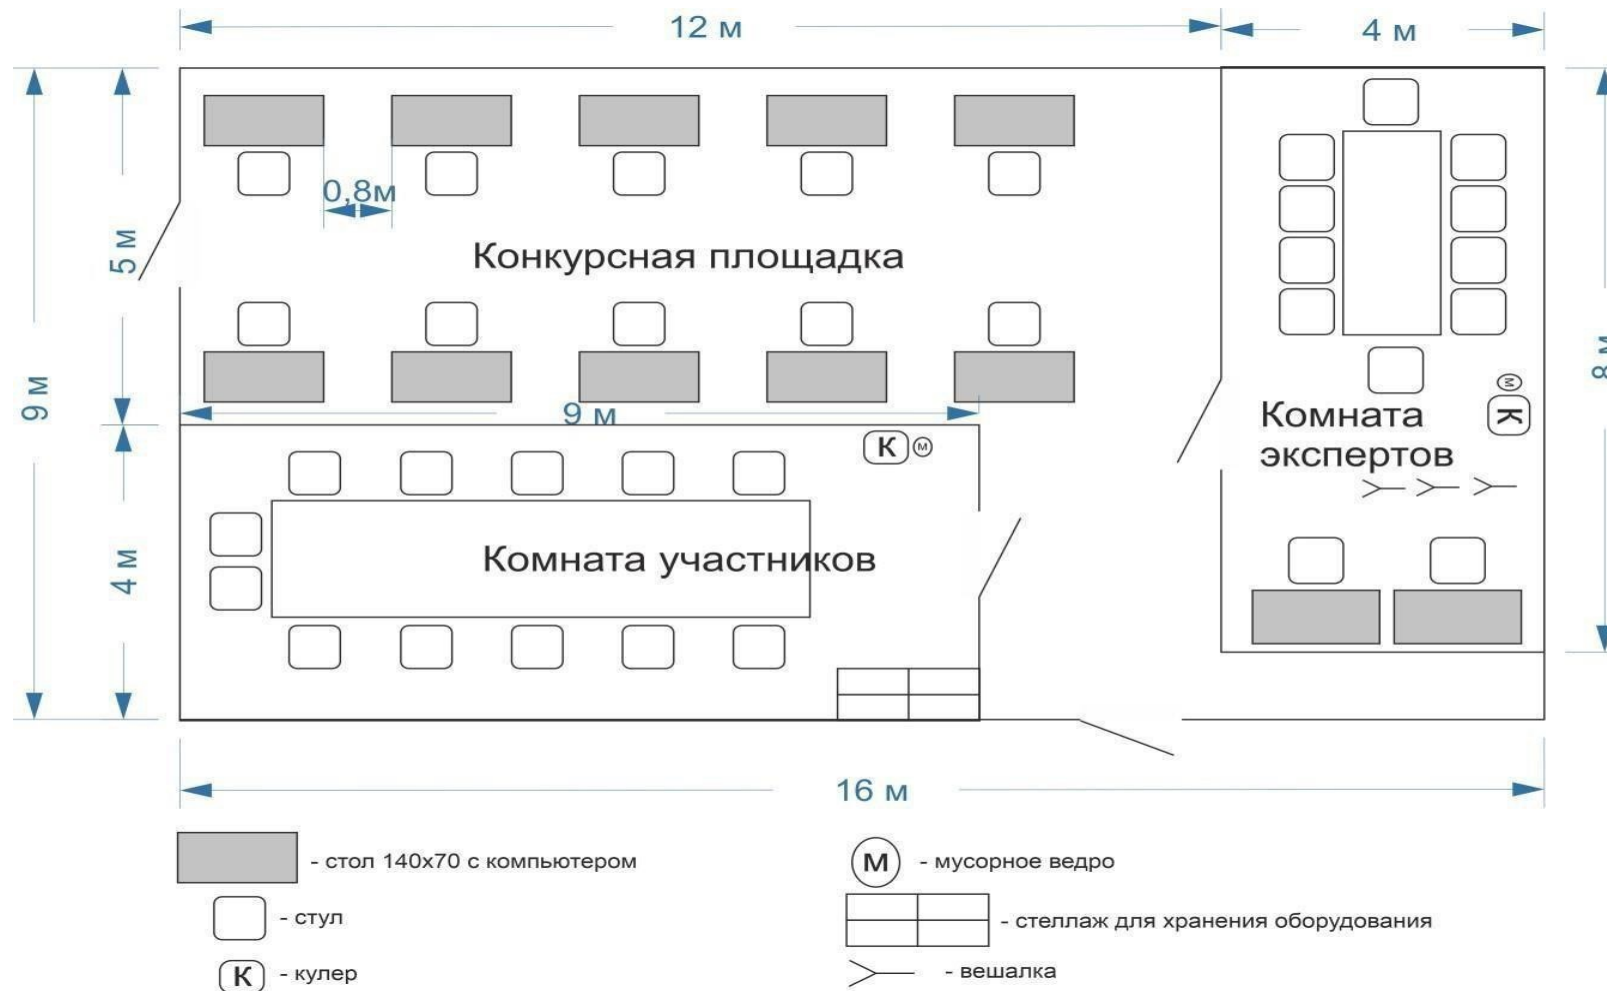 12 м
4 м
0,8м
Конкурсная площадка
5 м
9 м
8 м
9 м
Комната
экспертов
м
К
К м
4 м
Комната участников
16 м
- стол 140х70 с компьютером
М - мусорное ведро
- стул
- стеллаж для хранения оборудования
К - кулер
- вешалка